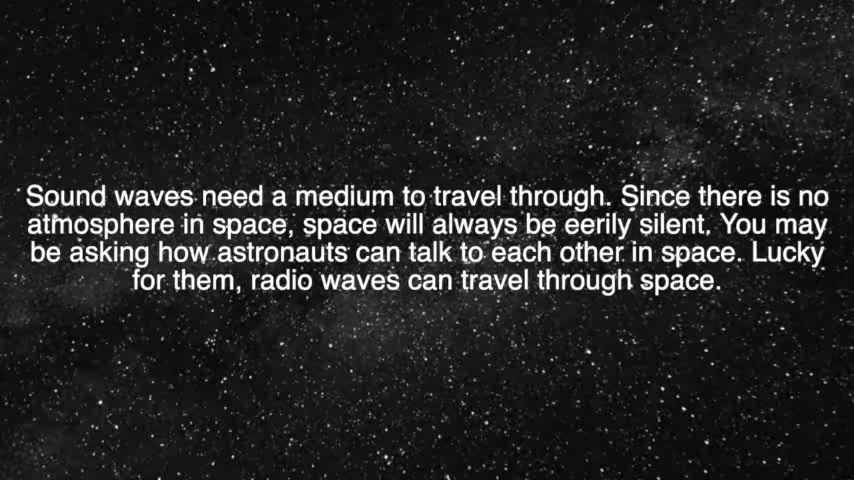 Sound waves need a medium to travel through. Since there is no
atmosphere in space, space will always be eerily silent. You may
be asking how astronauts can talk to each other in space. Lucky
for them, radio waves can travel through space.